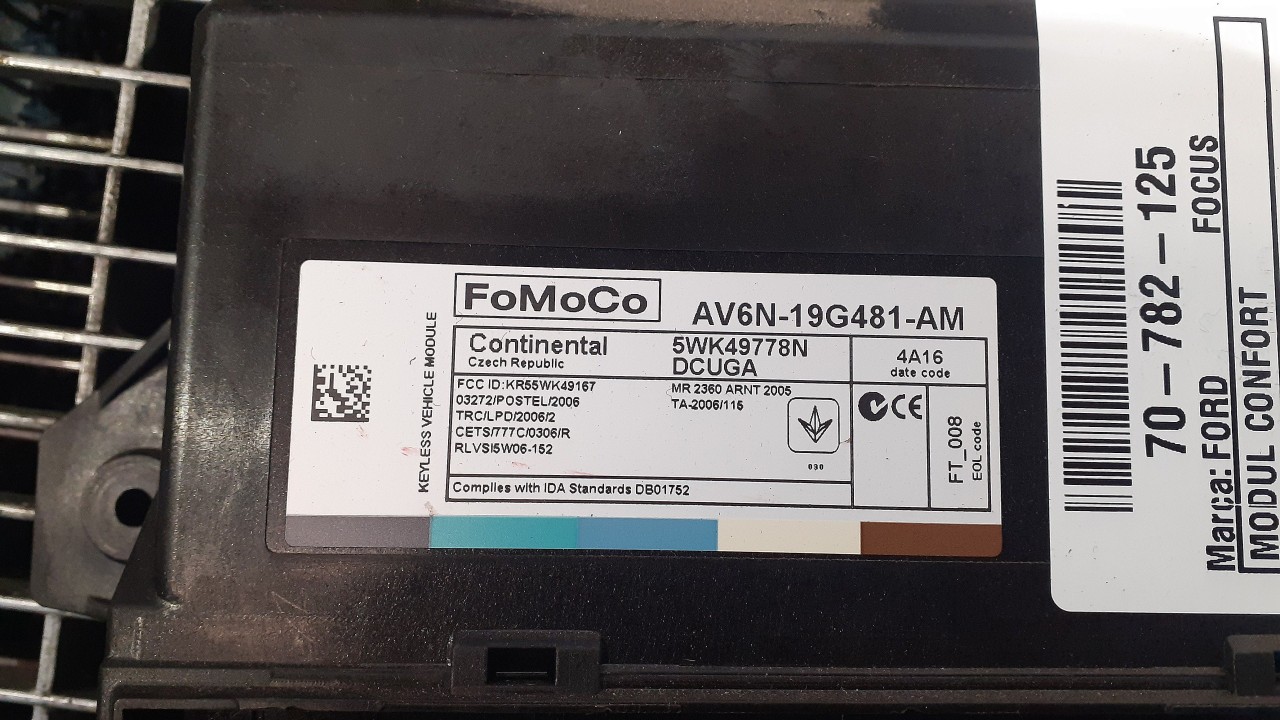 FoMoCo
AV6N-19G481-AM
KEYLESS VEHICLE MODULE
Continental
Czech Republic
5WK49778N
DCUGA
4A16
date code
FCC ID:KR55WK49167
03272/POSTEL/2006
TRC/LPD/2006/2
CETS/777C/0306/R
RLVSI5W06-152
MR 2360 ARNT 2005
TA-2006/116
030
CE
FT_008
EOL code
Complies with IDA Standards DB01752
70-782-125
Marca: FORD FOCUS
MODUL CONFORT